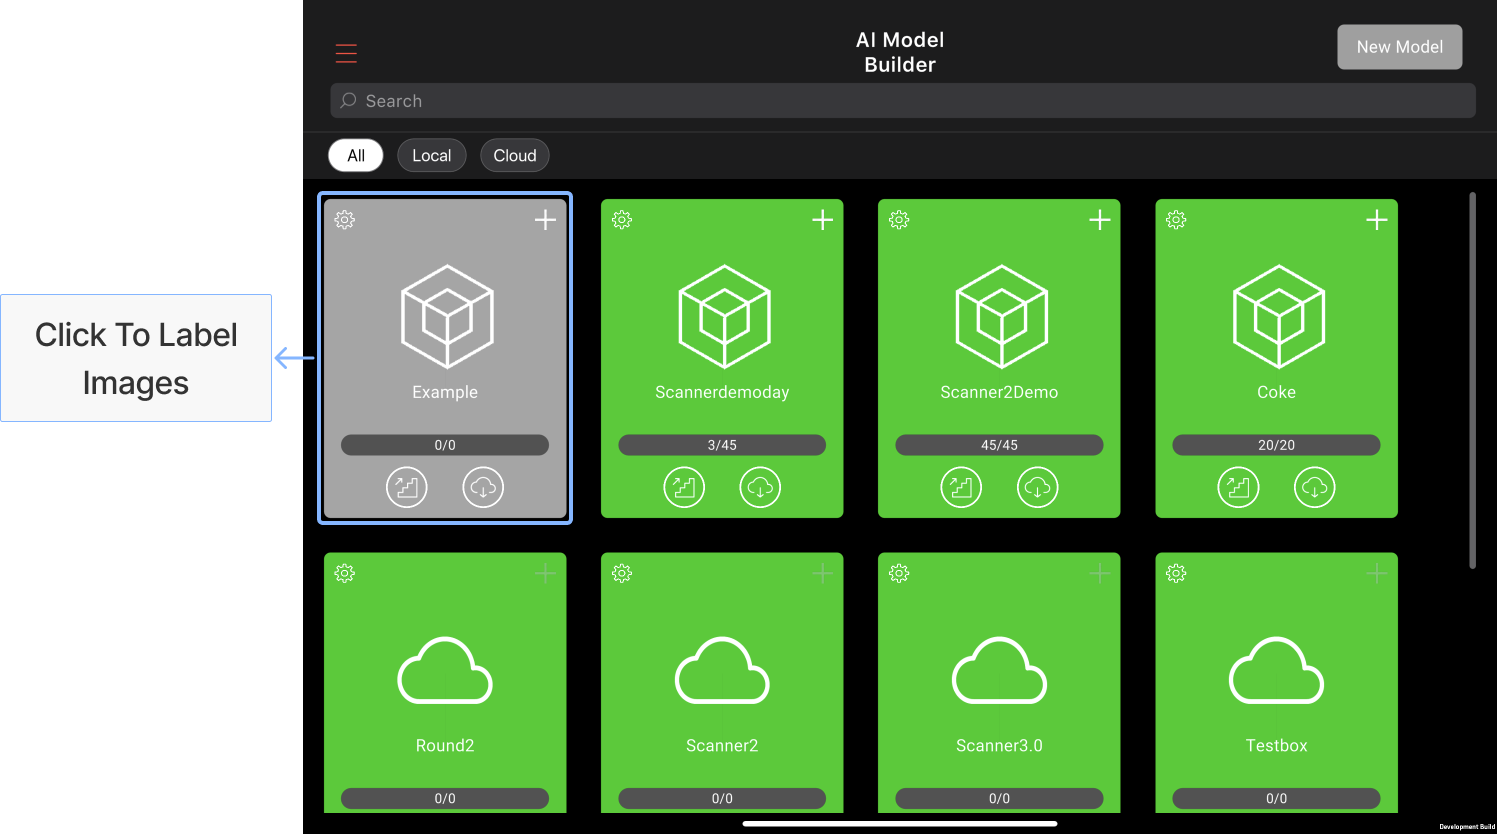 AI Model
Builder
New Model
Search
All
Local
Cloud
Click To Label
Images
Example
Scannerdemoday
Scanner2Demo
Coke
0/0
3/45
45/45
20/20
Round2
Scanner2
Scanner3.0
Testbox
0/0
0/0
0/0
0/0
Development Build